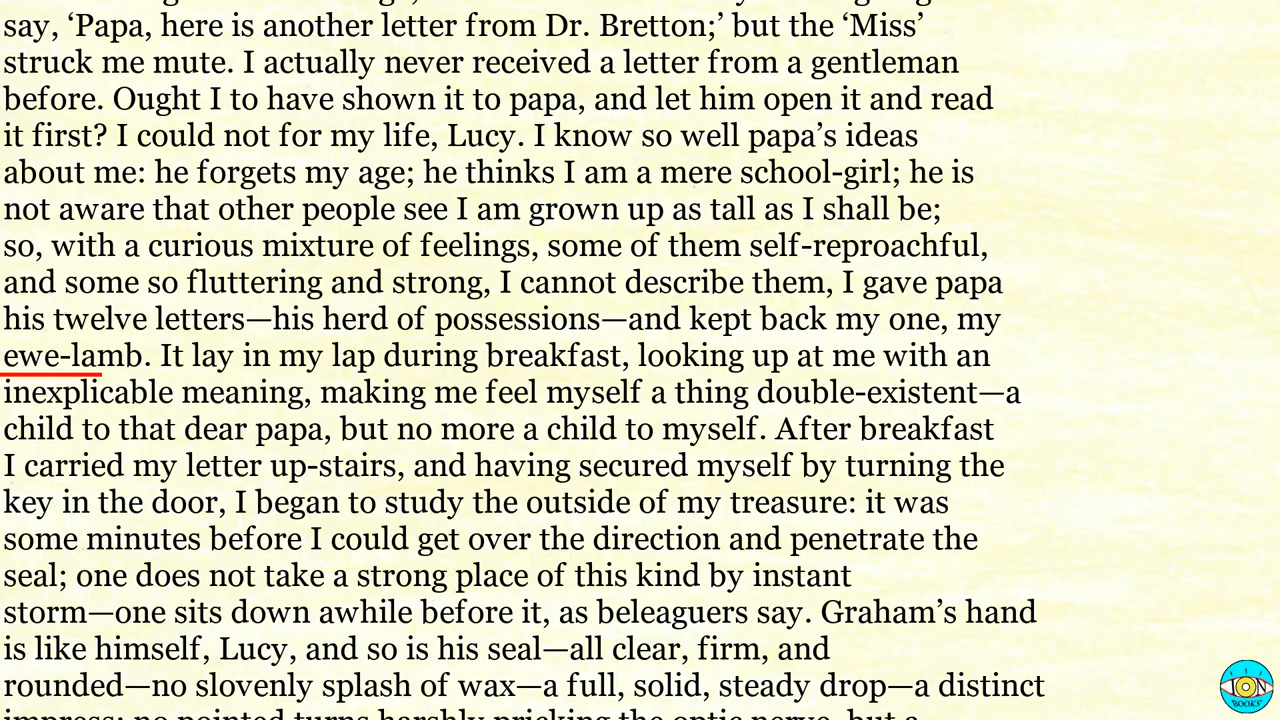 say, ‘Papa, here is another letter from Dr. Bretton;’ but the ‘Miss’
struck me mute. I actually never received a letter from a gentleman
before. Ought I to have shown it to papa, and let him open it and read
it first? I could not for my life, Lucy. I know so well papa’s ideas
about me: he forgets my age; he thinks I am a mere school-girl; he is
not aware that other people see I am grown up as tall as I shall be;
so, with a curious mixture of feelings, some of them self-reproachful,
and some so fluttering and strong, I cannot describe them, I gave papa
his twelve letters—his herd of possessions—and kept back my one, my
ewe-lamb. It lay in my lap during breakfast, looking up at me with an
inexplicable meaning, making me feel myself a thing double-existent—a
child to that dear papa, but no more a child to myself. After breakfast
I carried my letter up-stairs, and having secured myself by turning the
key in the door, I began to study the outside of my treasure: it was
some minutes before I could get over the direction and penetrate the
seal; one does not take a strong place of this kind by instant
storm—one sits down awhile before it, as beleaguers say. Graham’s hand
is like himself, Lucy, and so is his seal—all clear, firm, and
rounded—no slovenly splash of wax—a full, solid, steady drop—a distinct
impress; no pointed turns harshly pricking the optic nerve, but a
ION
BOOKS